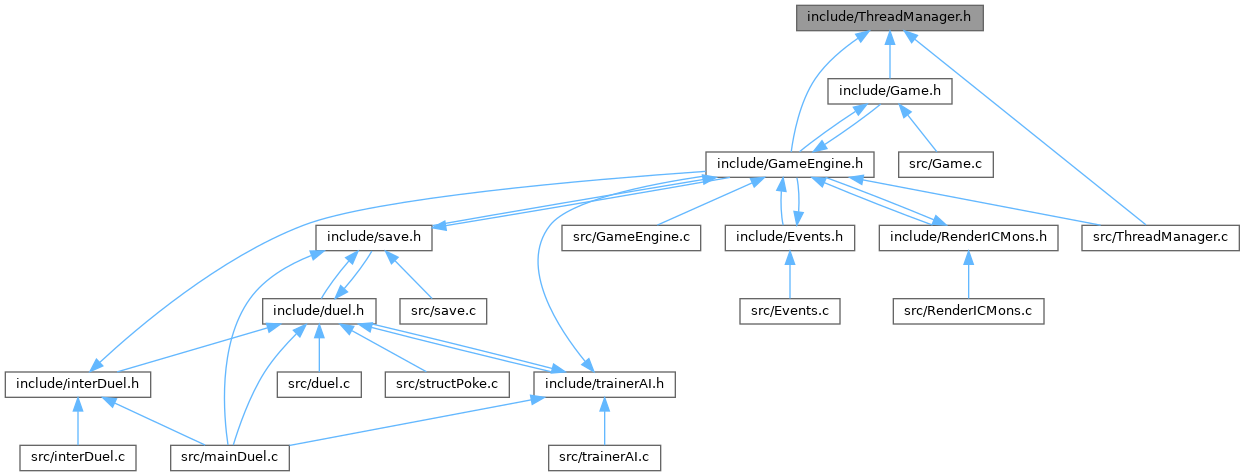 include/ThreadManager.h
include/Game.h
include/GameEngine.h
src/Game.c
include/save.h
src/GameEngine.c
include/Events.h
include/RenderICMons.h
src/ThreadManager.c
include/duel.h
src/save.c
src/Events.c
src/RenderICMons.c
include/interDuel.h
src/duel.c
src/structPoke.c
include/trainerAI.h
src/interDuel.c
src/mainDuel.c
src/trainerAI.c